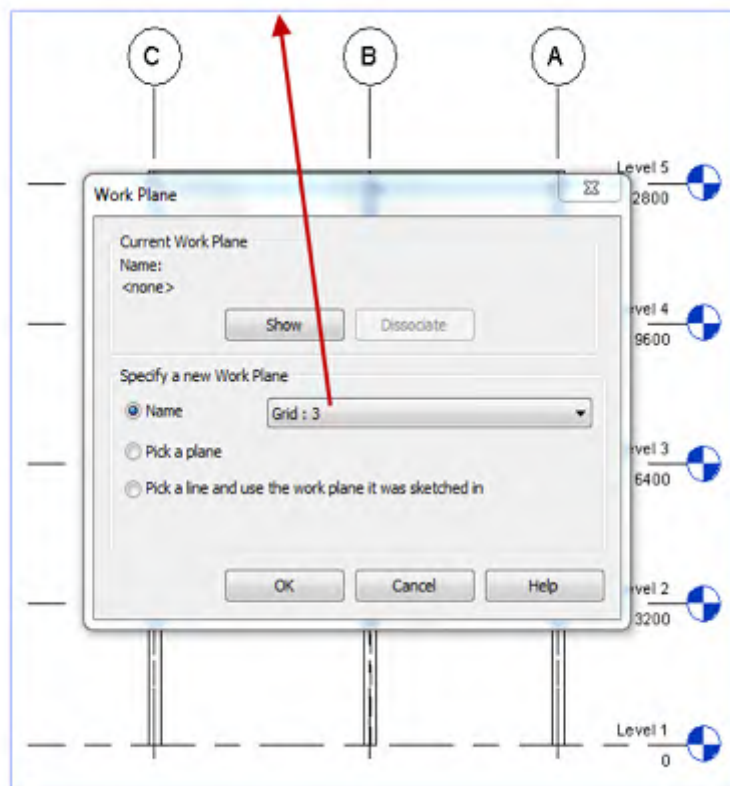 C B A
Level 5
2800
Work Plane
Current Work Plane
Name:
<none>
Show Dissociate
evel 4
9600
Specify a new Work Plane
Name Grid : 3
Pick a plane
evel 3
6400
Pick a line and use the work plane it was sketched in
OK Cancel Help
evel 2
3200
Level 1
0